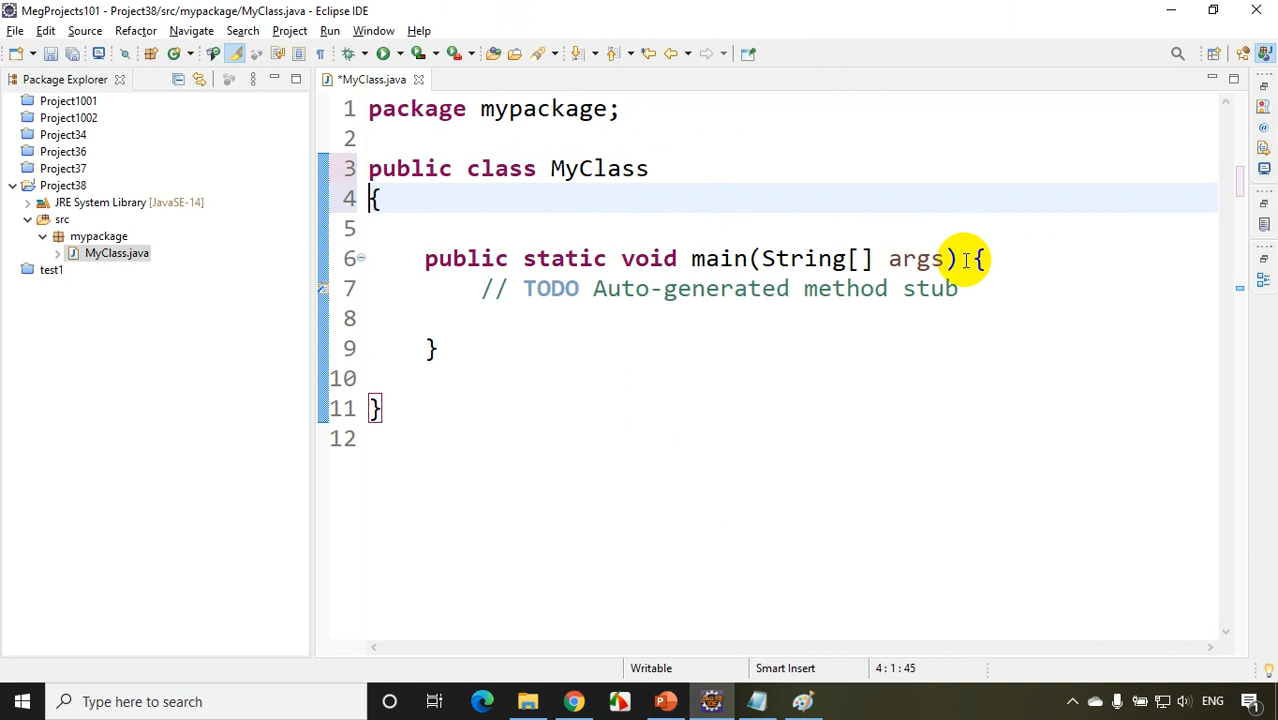 MegProjects101 - Project38/src/mypackage/MyClass.java - Eclipse IDE
File Edit Source Refactor Navigate Search Project Run Window Help
Package Explorer
*MyClass.java
Project1001
Project1002
Project34
Project36
Project37
Project38
JRE System Library [JavaSE-14]
src
mypackage
MyClass.java
test1
1 package mypackage;
2
3 public class MyClass
4 {
5
6 public static void main(String[] args) {
7 // TODO Auto-generated method stub
8
9 }
10
11 }
12
Writable
Smart Insert
4 : 1 : 45
Type here to search
ENG
1